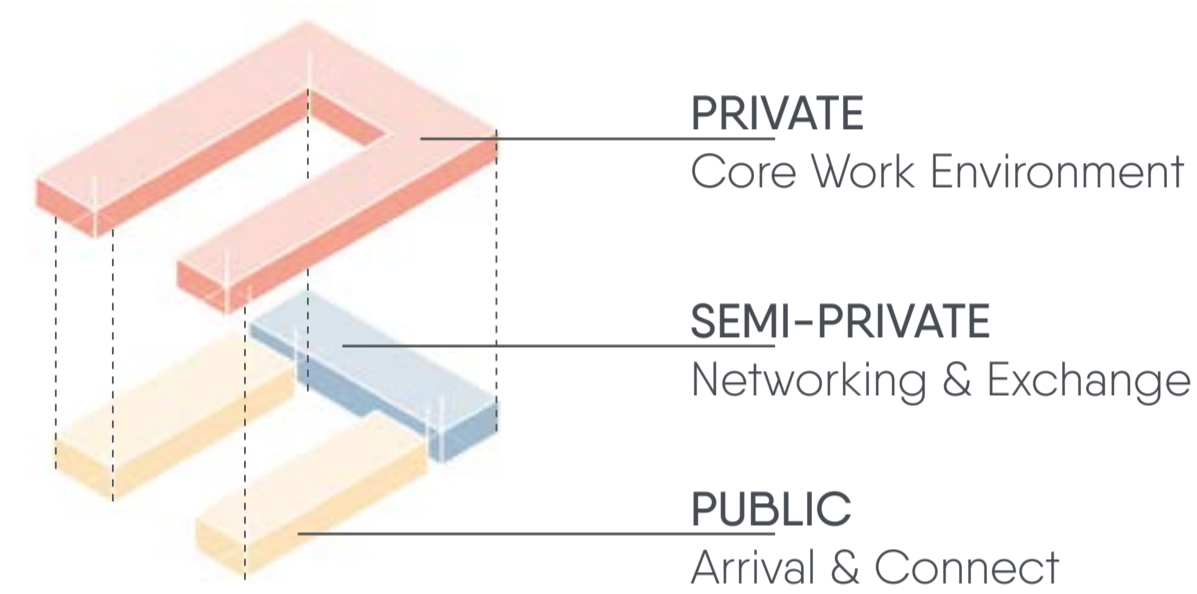 PRIVATE
Core Work Environment
SEMI-PRIVATE
Networking & Exchange
PUBLIC
Arrival & Connect